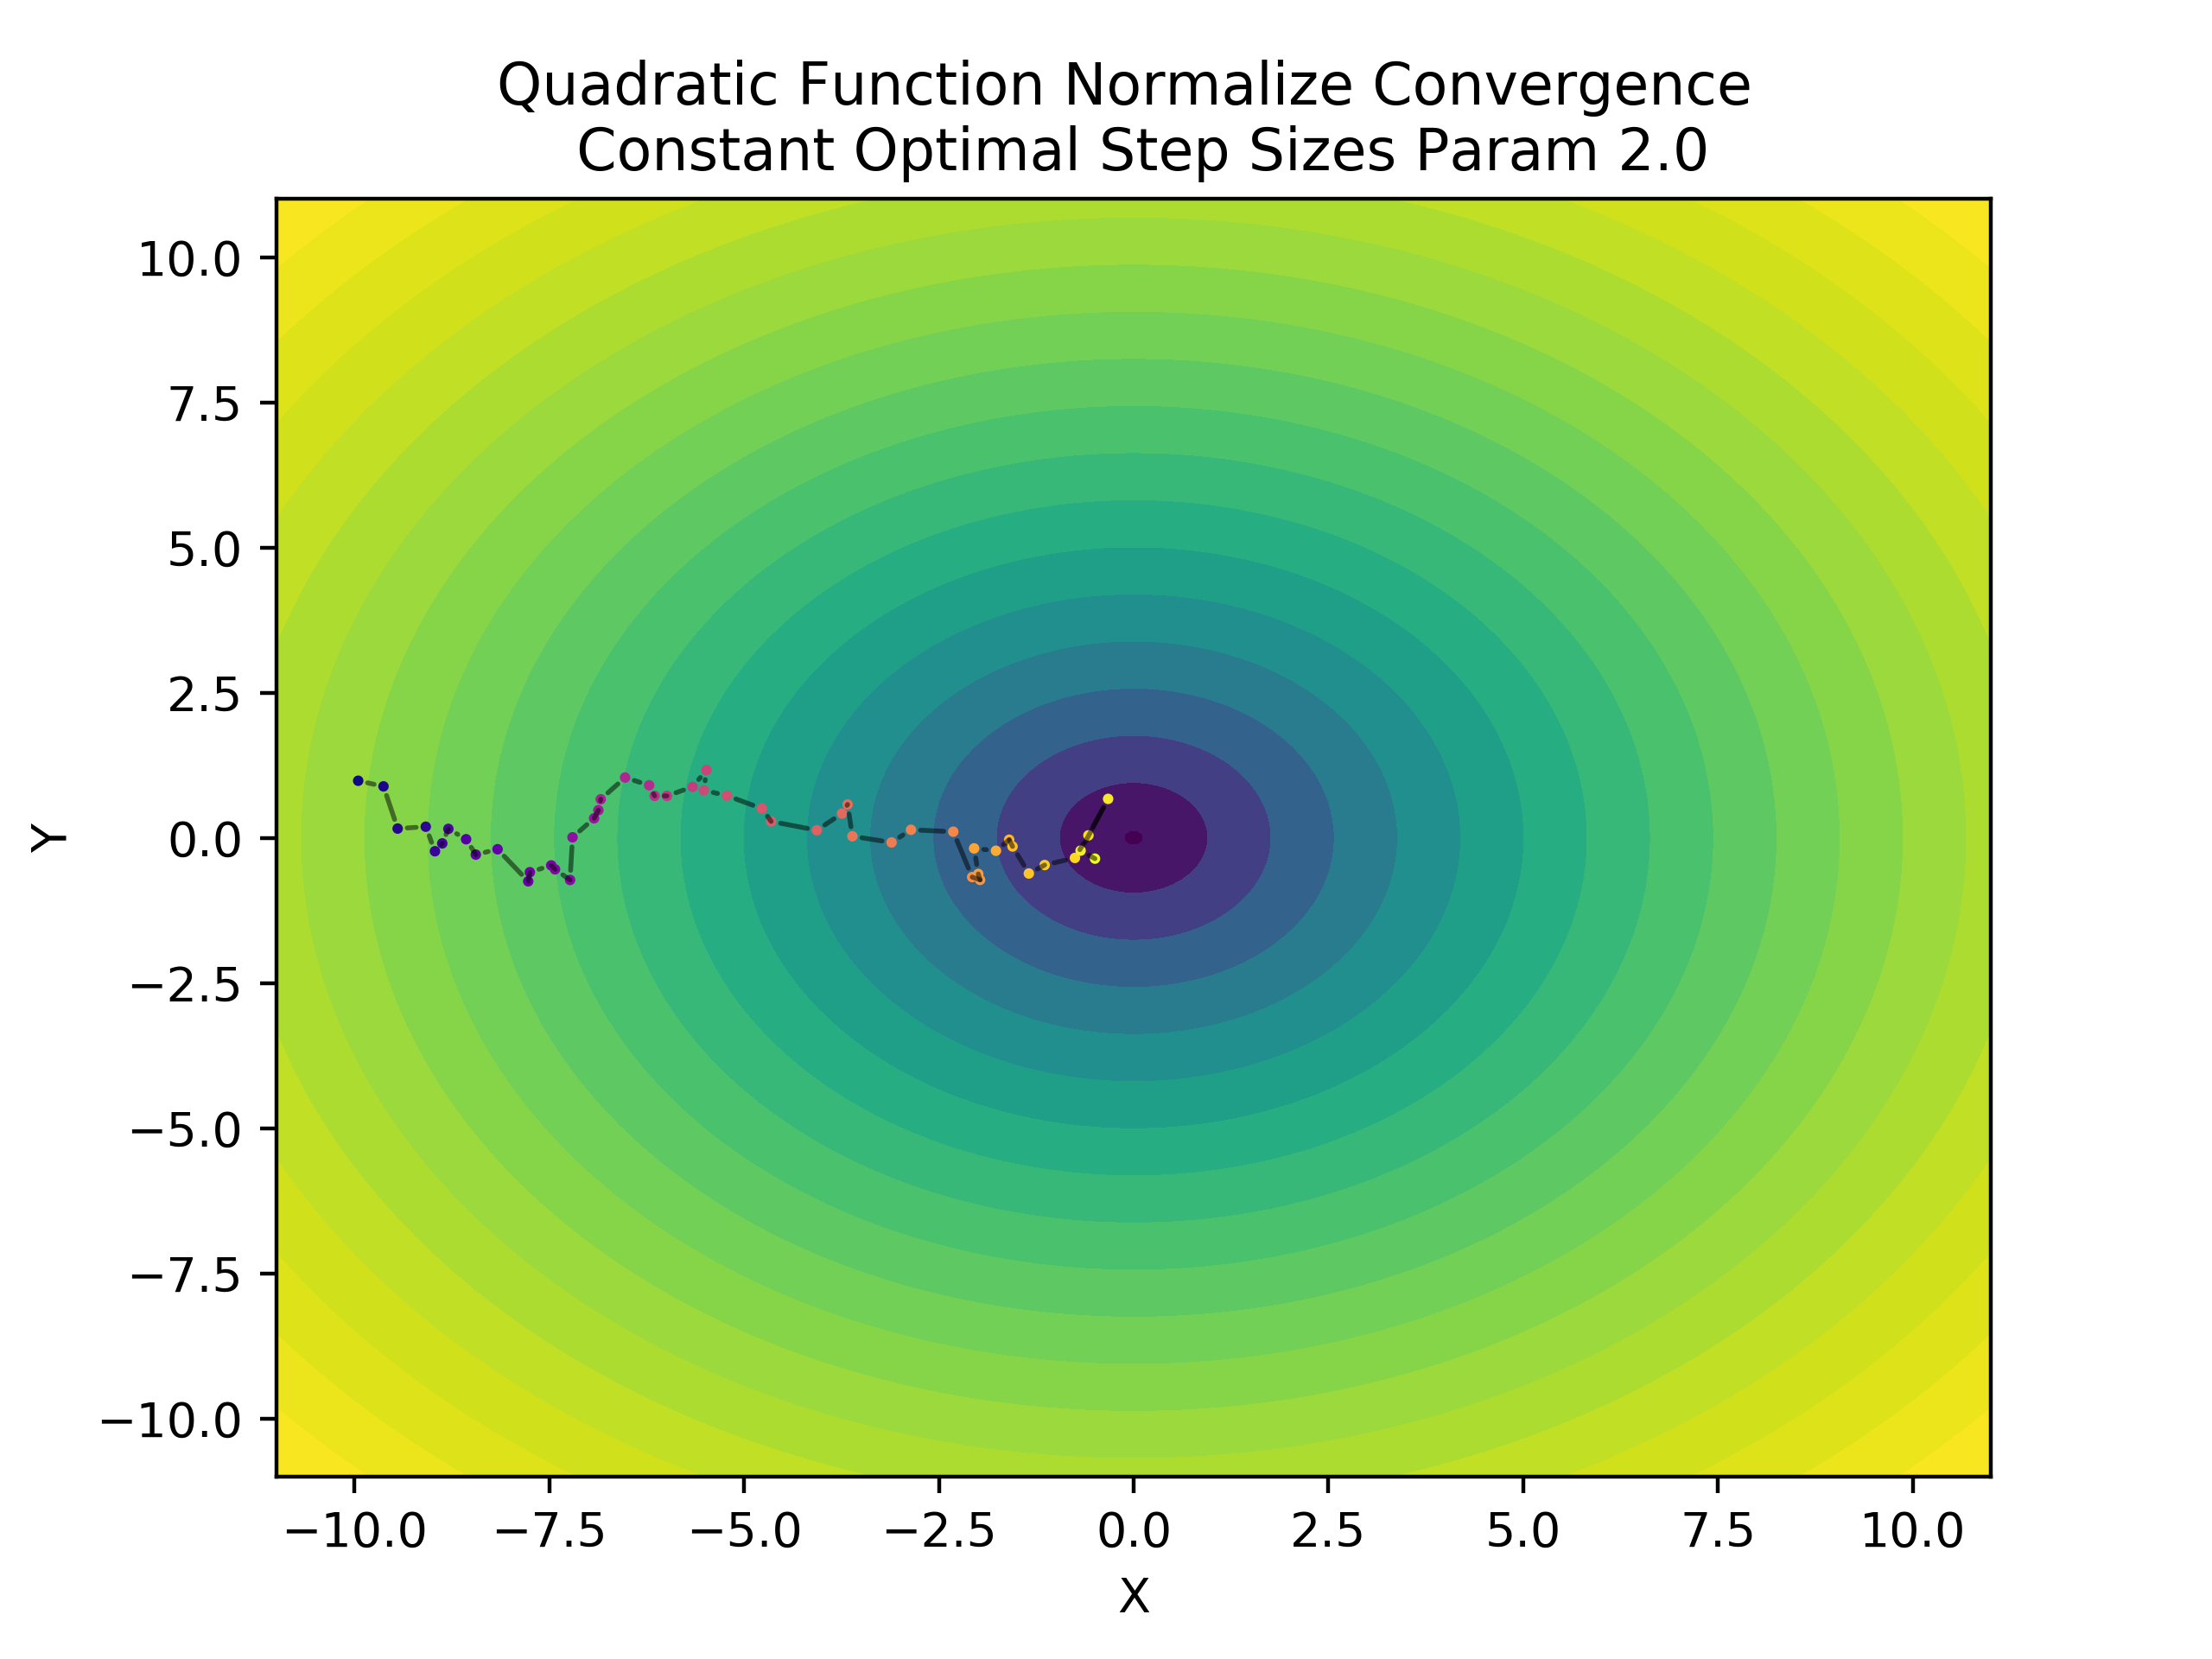 Quadratic Function Normalize Convergence
Constant Optimal Step Sizes Param 2.0
10.0
7.5
5.0
2.5
0.0
−2.5
−5.0
−7.5
−10.0
Y
−10.0 −7.5 −5.0 −2.5 0.0 2.5 5.0 7.5 10.0
X